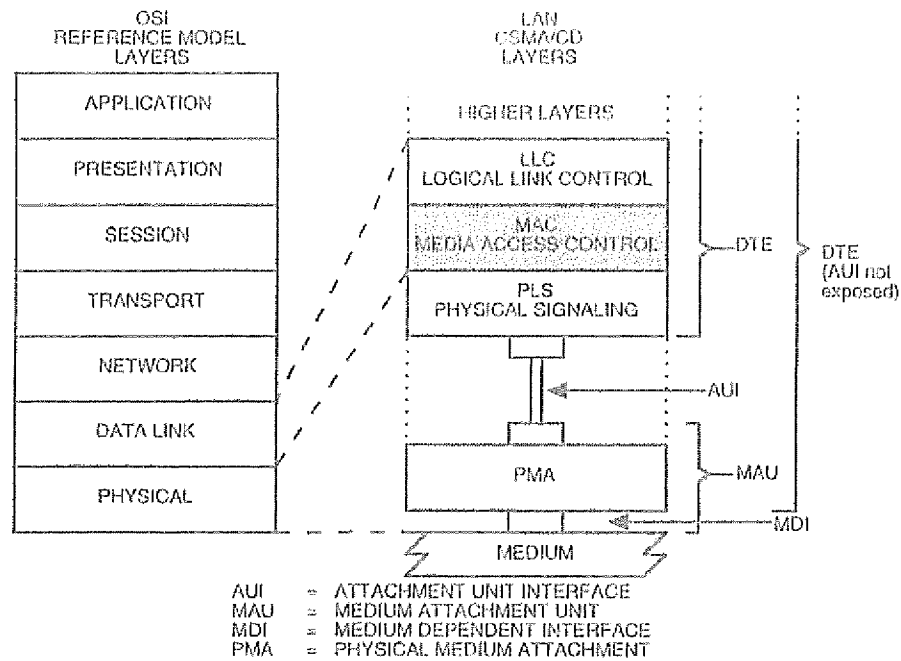 OSI
REFERENCE MODEL
LAYERS
APPLICATION
PRESENTATION
SESSION
TRANSPORT
NETWORK
DATA LINK
PHYSICAL
LAN
CSMA/CD
LAYERS
HIGHER LAYERS
LLC
LOGICAL LINK CONTROL
MAC
MEDIA ACCESS CONTROL
PLS
PHYSICAL SIGNALING
AUI
PMA
MDI
MEDIUM
DTE
MAU
DTE
(AUI not
exposed)
AUI = ATTACHMENT UNIT INTERFACE
MAU = MEDIUM ATTACHMENT UNIT
MDI = MEDIUM DEPENDENT INTERFACE
PMA = PHYSICAL MEDIUM ATTACHMENT